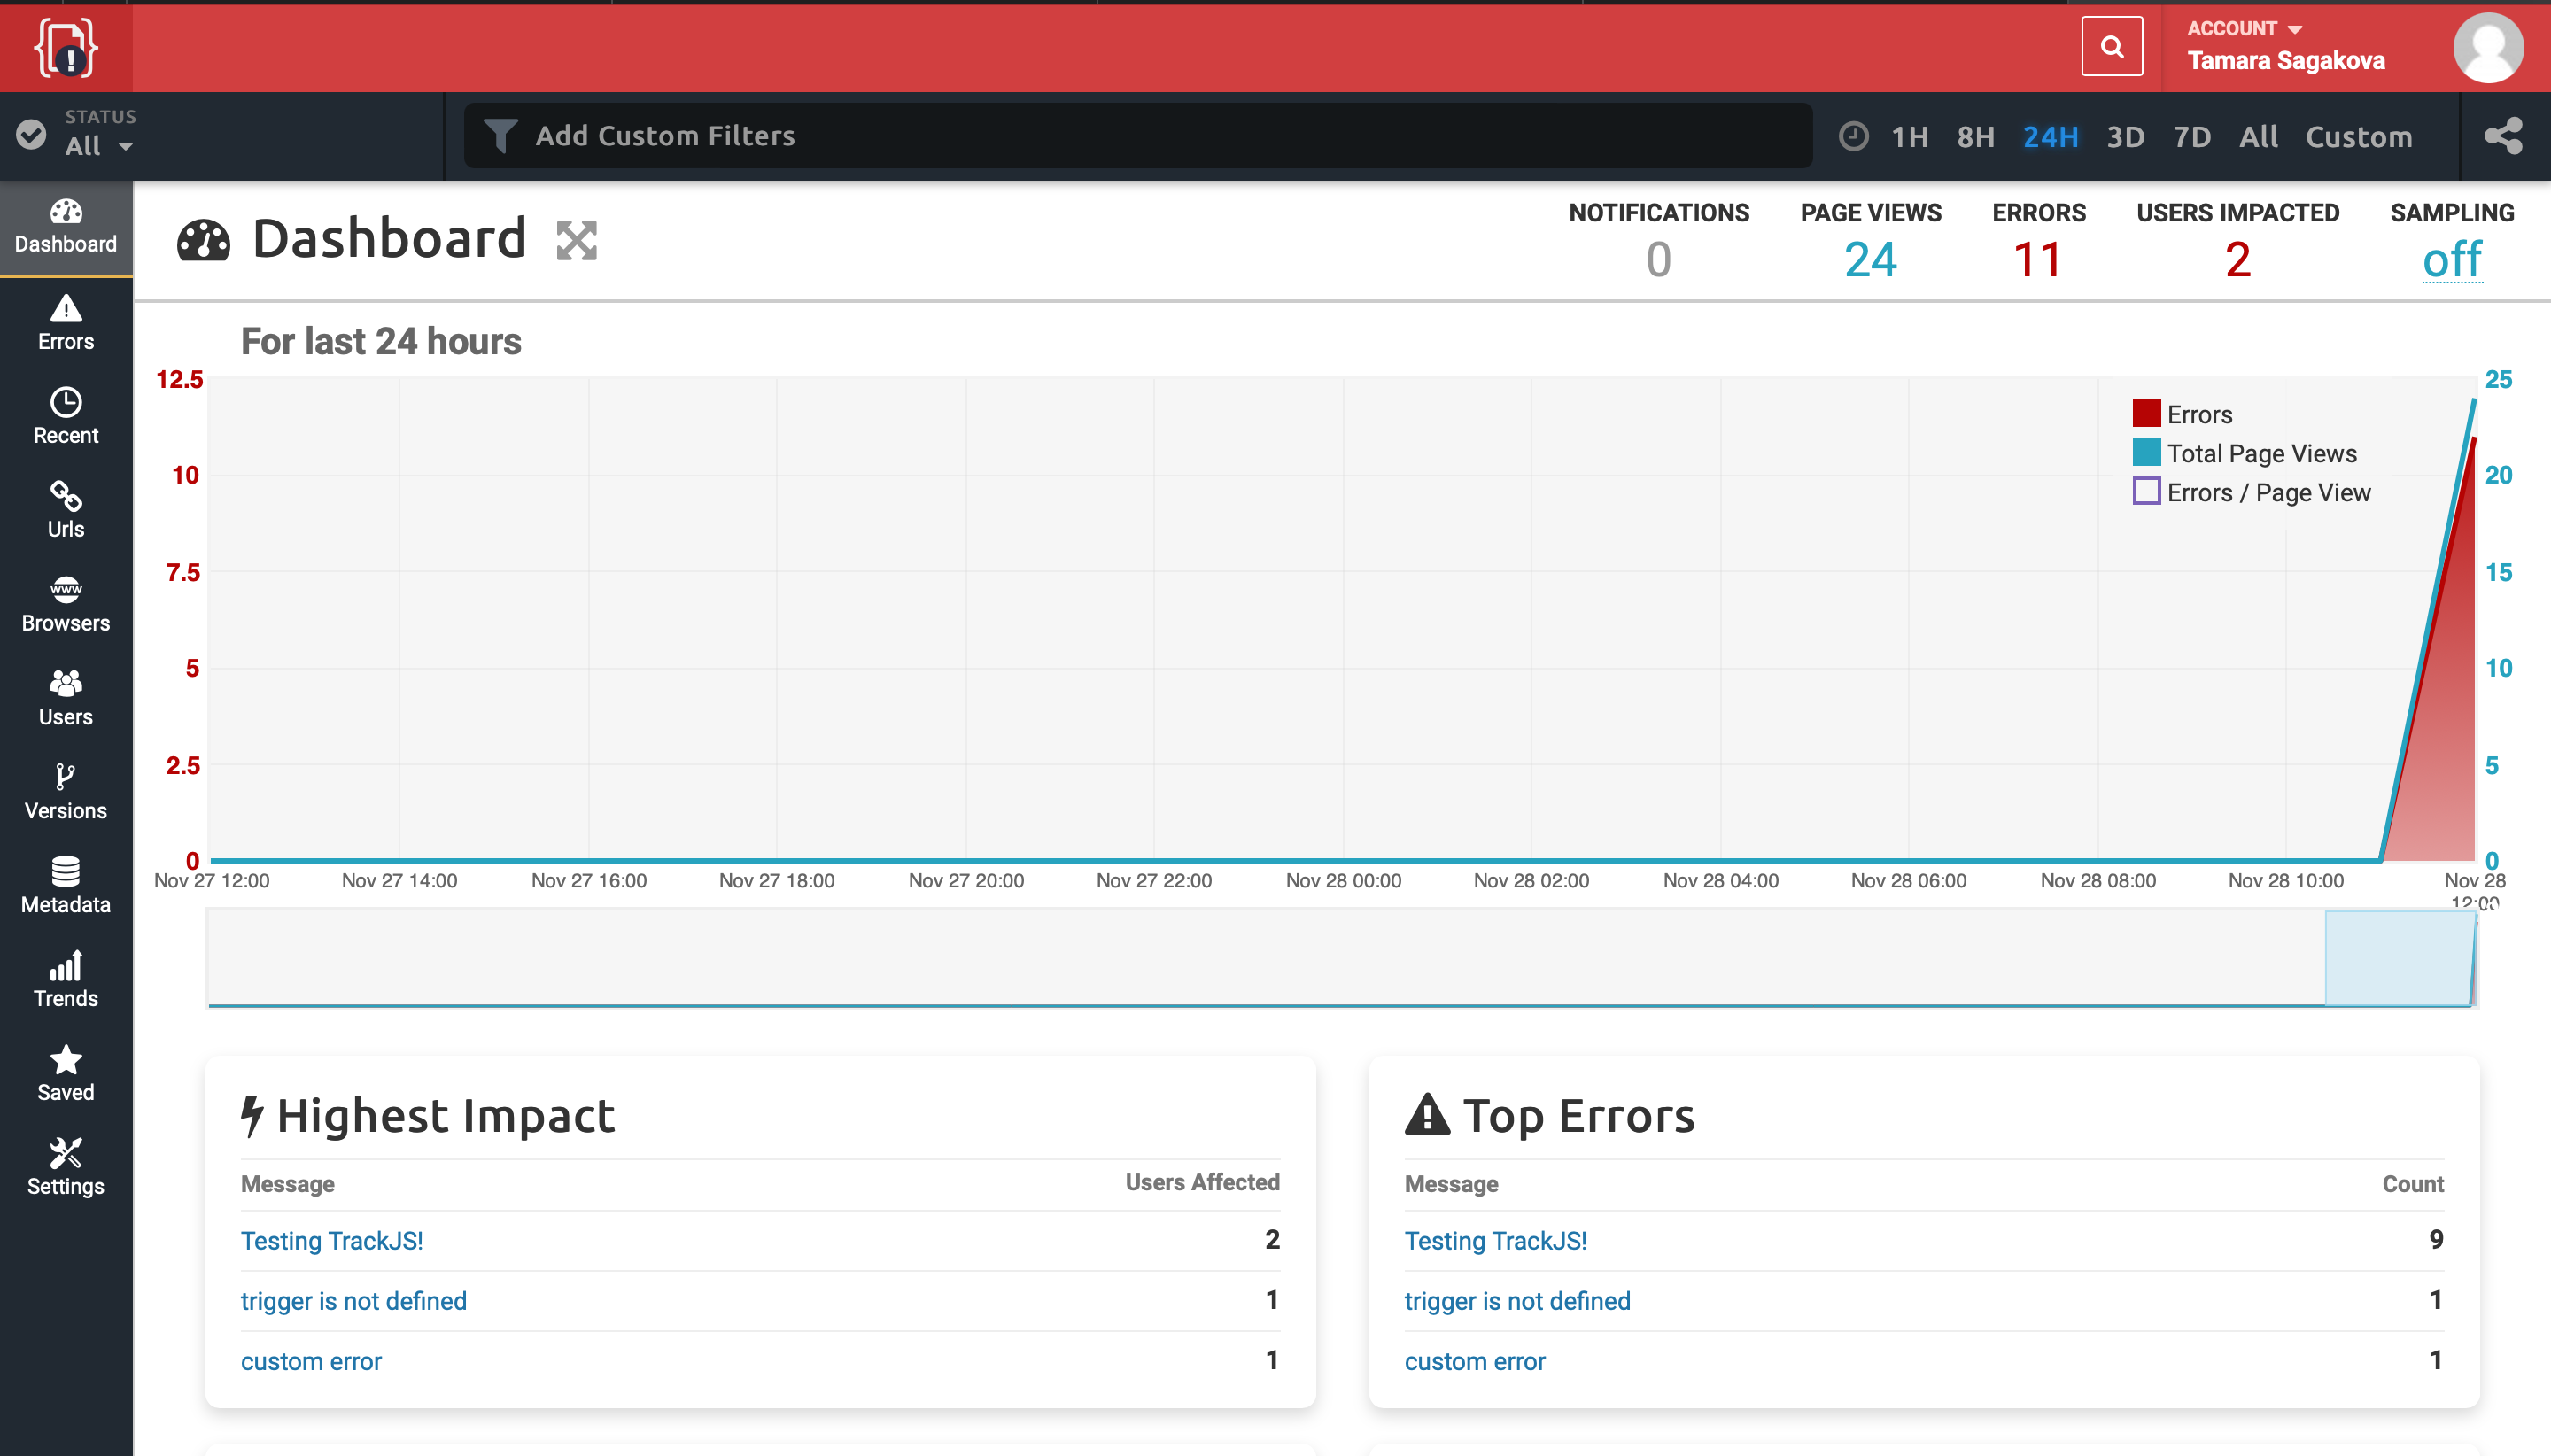 ACCOUNT
Tamara Sagakova
STATUS
All
Add Custom Filters
1H 8H 24H 3D 7D All Custom
Dashboard
Errors
Recent
Urls
www
Browsers
Users
Versions
Metadata
Trends
Saved
Settings
Dashboard
NOTIFICATIONS
0
PAGE VIEWS
24
ERRORS
11
USERS IMPACTED
2
SAMPLING
off
For last 24 hours
12.5
10
7.5
5
2.5
0
25
20
15
10
5
0
Errors
Total Page Views
Errors / Page View
Nov 27 12:00
Nov 27 14:00
Nov 27 16:00
Nov 27 18:00
Nov 27 20:00
Nov 27 22:00
Nov 28 00:00
Nov 28 02:00
Nov 28 04:00
Nov 28 06:00
Nov 28 08:00
Nov 28 10:00
Nov 28
12:00
Highest Impact
Message Users Affected
Testing TrackJS! 2
trigger is not defined 1
custom error 1
Top Errors
Message Count
Testing TrackJS! 9
trigger is not defined 1
custom error 1